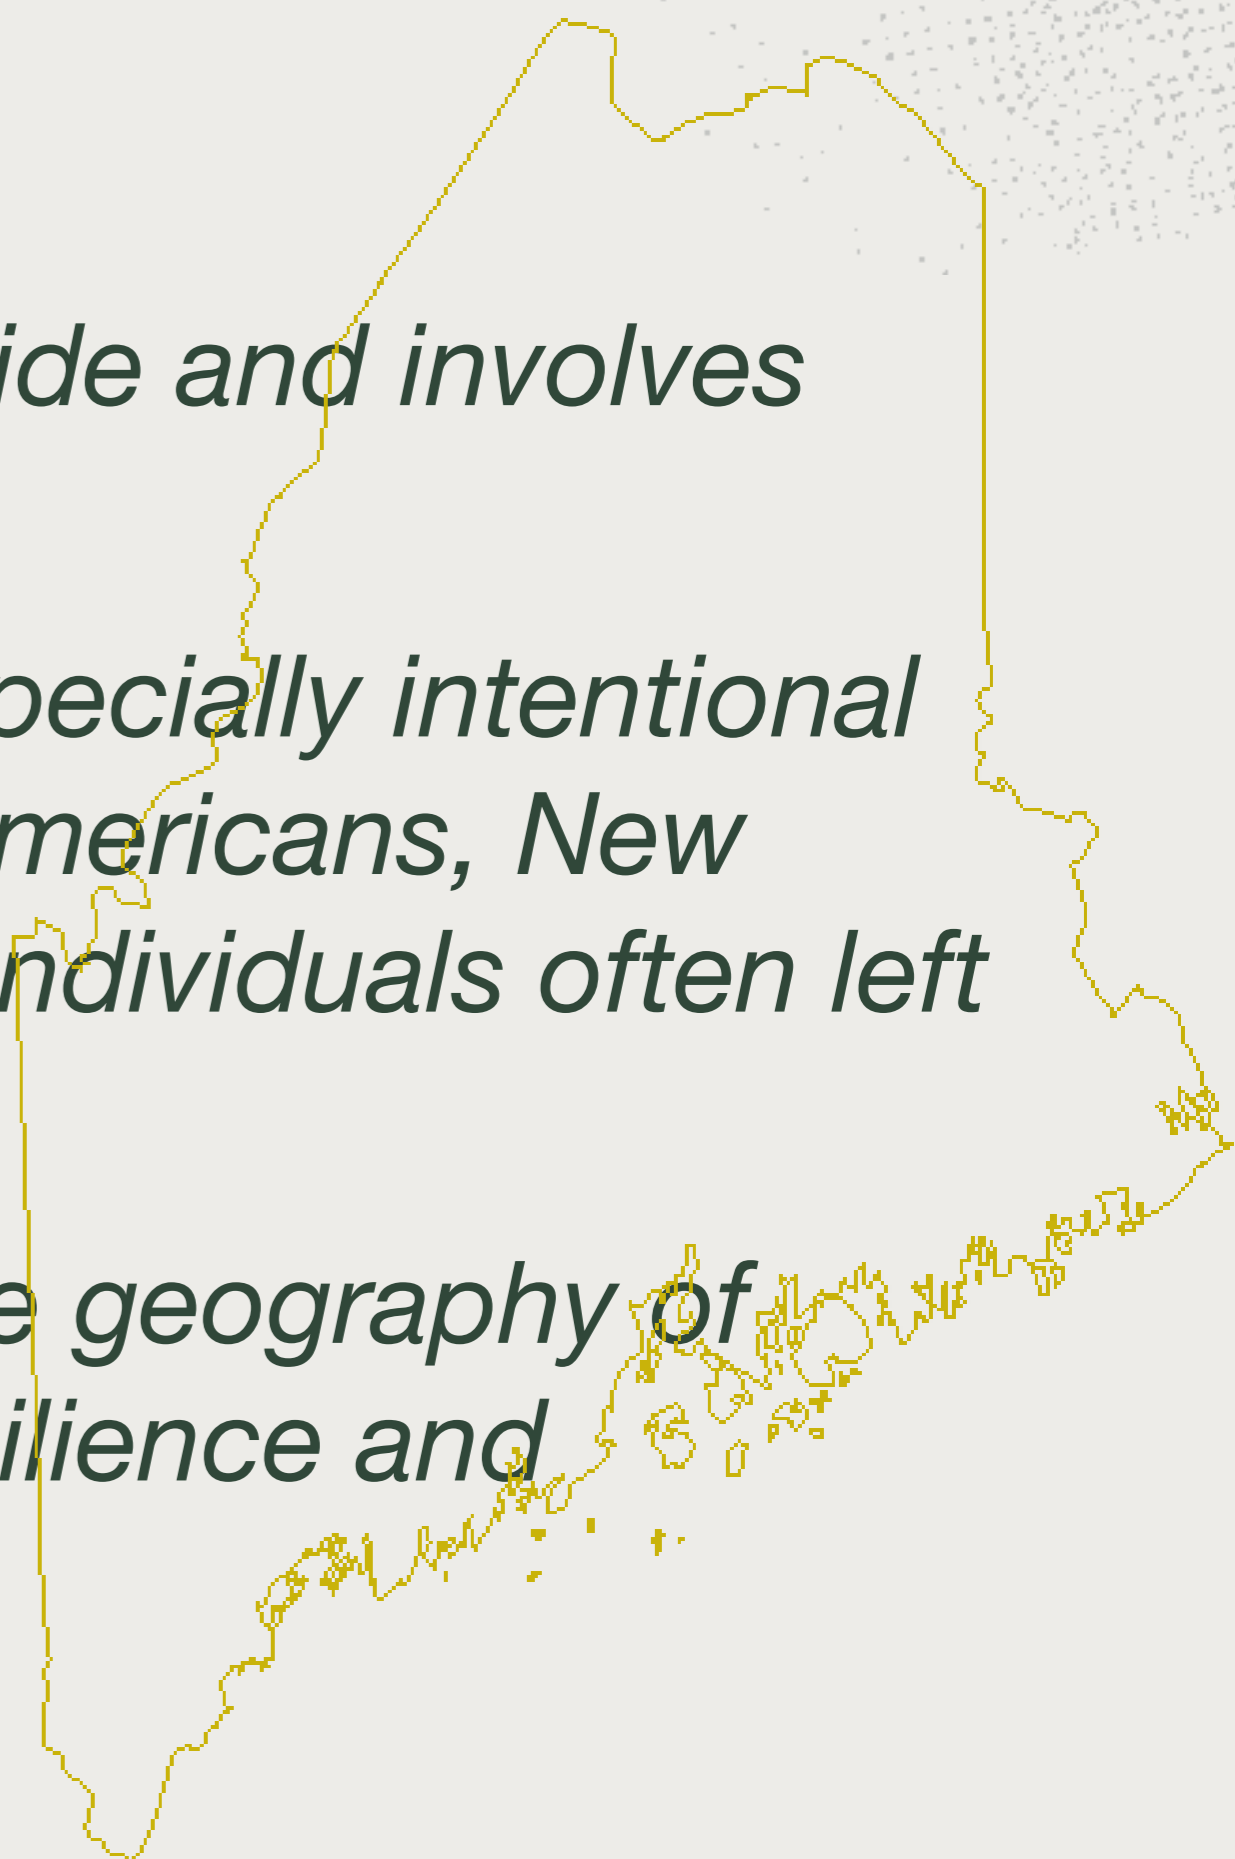 ide and involves
pecially intentional
mericans, New
ndividuals often left
e geography of
ilience and